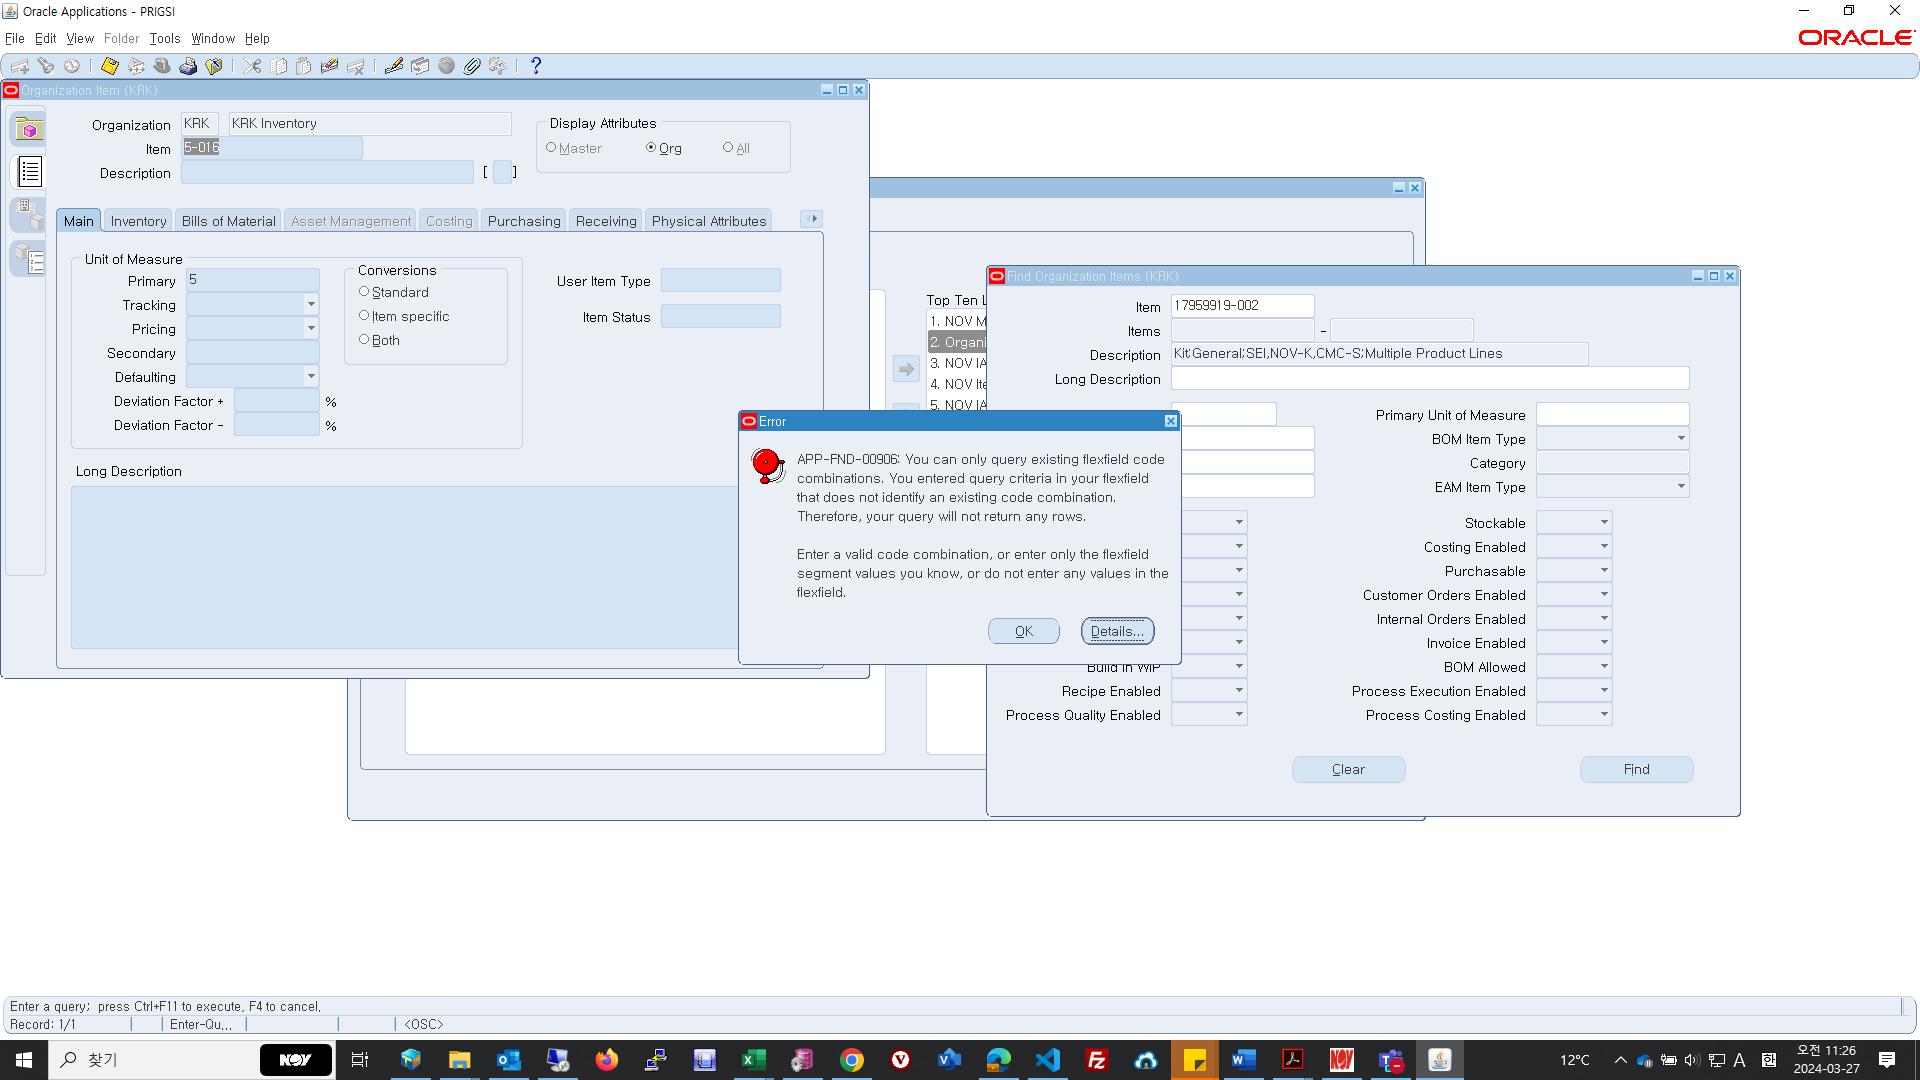 Oracle Applications - PRIGSI
File Edit View Folder Tools Window Help
ORACLE
Organization Item (KRK)
Organization KRK KRK Inventory
Item 5-016
Description [ ]
Display Attributes
Master Org All
Main Inventory Bills of Material Asset Management Costing Purchasing Receiving Physical Attributes
Unit of Measure
Primary 5
Tracking
Pricing
Secondary
Defaulting
Deviation Factor + %
Deviation Factor - %
Conversions
Standard
Item specific
Both
User Item Type
Item Status
Long Description
Top Ten L
1. NOV M
2. Organi
3. NOV IA
4. NOV Ite
5. NOV IA
Find Organization Items (KRK)
Item 17959919-002
Items -
Description Kit;General;SEI,NOV-K,CMC-S;Multiple Product Lines
Long Description
Primary Unit of Measure
BOM Item Type
Category
EAM Item Type
Stockable
Costing Enabled
Purchasable
Customer Orders Enabled
Internal Orders Enabled
Invoice Enabled
Build in WIP BOM Allowed
Recipe Enabled Process Execution Enabled
Process Quality Enabled Process Costing Enabled
Clear Find
Error
APP-FND-00906: You can only query existing flexfield code
combinations. You entered query criteria in your flexfield
that does not identify an existing code combination.
Therefore, your query will not return any rows.
Enter a valid code combination, or enter only the flexfield
segment values you know, or do not enter any values in the
flexfield.
OK Details...
Enter a query; press Ctrl+F11 to execute, F4 to cancel.
Record: 1/1 Enter-Qu... <OSC>
찾기 NOV
12°C A 한 오전 11:26
2024-03-27